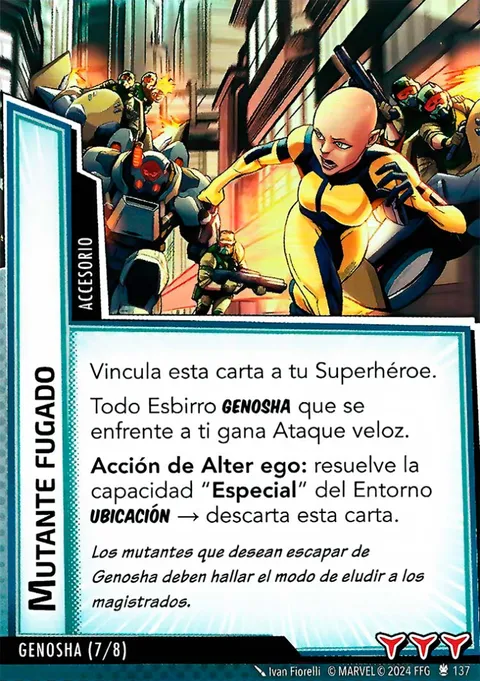 ACCESORIO
MUTANTE FUGADO
Vincula esta carta a tu Superhéroe.
Todo Esbirro GENOSHA que se
enfrente a ti gana Ataque veloz.
Acción de Alter ego: resuelve la
capacidad “Especial” del Entorno
UBICACIÓN → descarta esta carta.
Los mutantes que desean escapar de
Genosha deben hallar el modo de eludir a los
magistrados.
GENOSHA (7/8)
Ivan Fiorelli © MARVEL © 2024 FFG 137